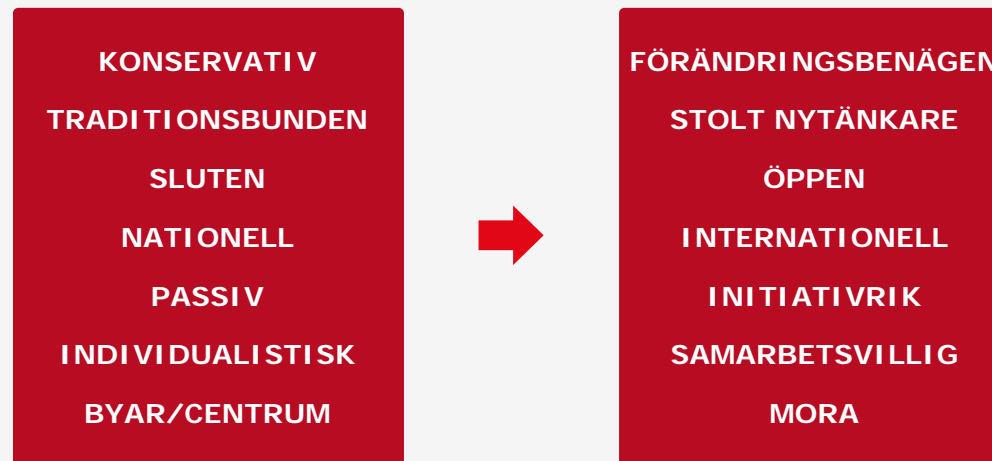 KONSERVATIV
TRADITIONSBUNDEN
SLUTEN
NATIONELL
PASSIV
INDIVIDUALISTISK
BYAR/CENTRUM
FÖRÄNDRINGSBENÄGEN
STOLT NYTÄNKARE
ÖPPEN
INTERNATIONELL
INITIATIVRIK
SAMARBETSVILLIG
MORA